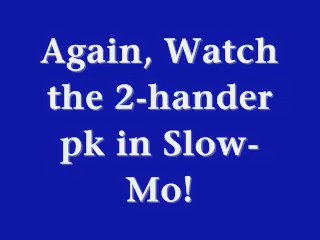 Again, Watch
the 2-hander
pk in Slow-
Mo!